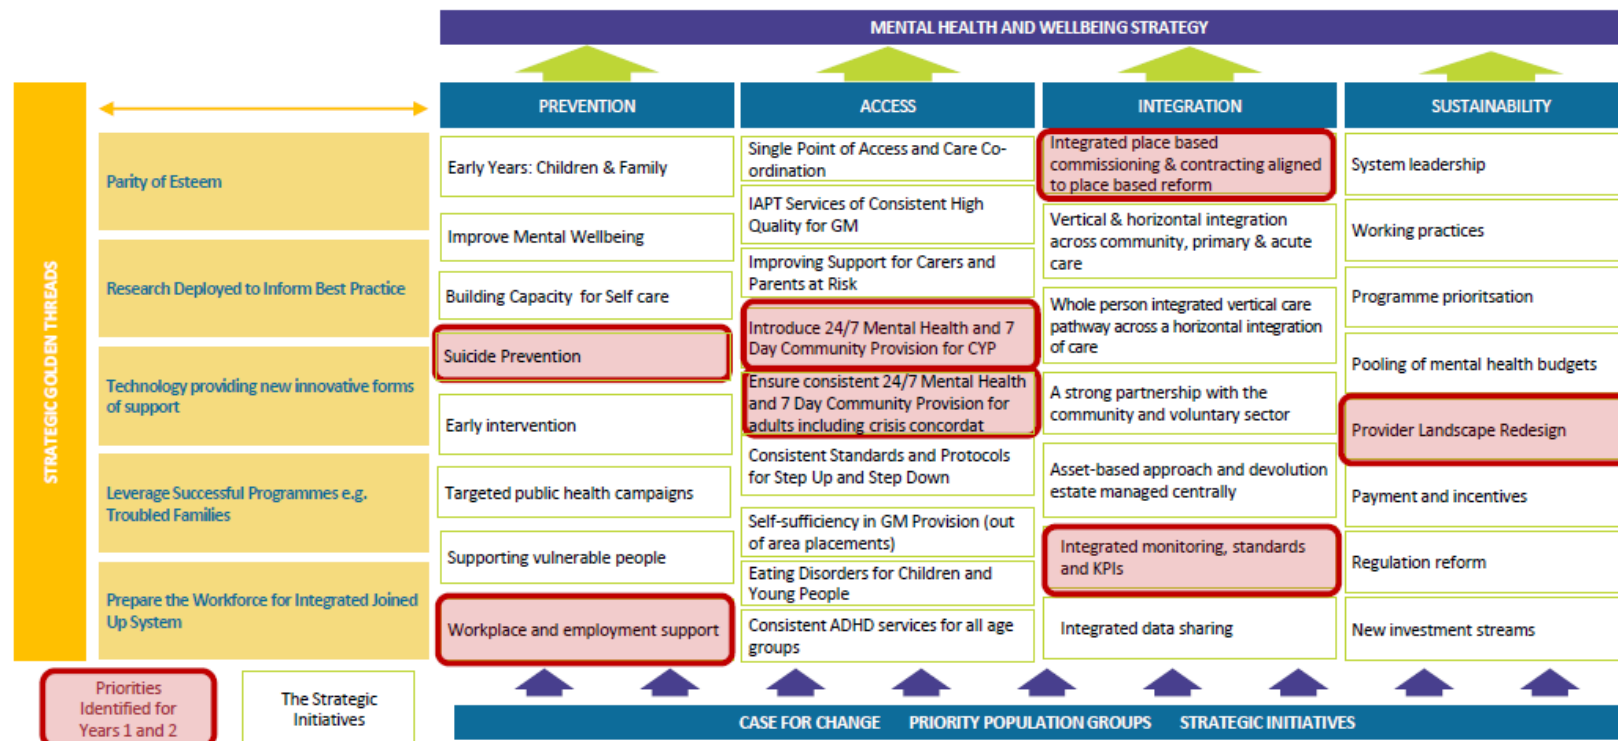 MENTAL HEALTH AND WELLBEING STRATEGY
STRATEGIC GOLDEN THREADS
Parity of Esteem
Research Deployed to Inform Best Practice
Technology providing new innovative forms
of support
Leverage Successful Programmes e.g.
Troubled Families
Prepare the Workforce for Integrated Joined
Up System
PREVENTION
Early Years: Children & Family
Improve Mental Wellbeing
Building Capacity for Self care
Suicide Prevention
Early intervention
Targeted public health campaigns
Supporting vulnerable people
Workplace and employment support
ACCESS
Single Point of Access and Care Co-
ordination
IAPT Services of Consistent High
Quality for GM
Improving Support for Carers and
Parents at Risk
Introduce 24/7 Mental Health and 7
Day Community Provision for CYP
Ensure consistent 24/7 Mental Health
and 7 Day Community Provision for
adults including crisis concordat
Consistent Standards and Protocols
for Step Up and Step Down
Self-sufficiency in GM Provision (out
of area placements)
Eating Disorders for Children and
Young People
Consistent ADHD services for all age
groups
INTEGRATION
Integrated place based
commissioning & contracting aligned
to place based reform
Vertical & horizontal integration
across community, primary & acute
care
Whole person integrated vertical care
pathway across a horizontal integration
of care
A strong partnership with the
community and voluntary sector
Asset-based approach and devolution
estate managed centrally
Integrated monitoring, standards
and KPIs
Integrated data sharing
SUSTAINABILITY
System leadership
Working practices
Programme prioritsation
Pooling of mental health budgets
Provider Landscape Redesign
Payment and incentives
Regulation reform
New investment streams
Priorities
Identified for
Years 1 and 2
The Strategic
Initiatives
CASE FOR CHANGE PRIORITY POPULATION GROUPS STRATEGIC INITIATIVES